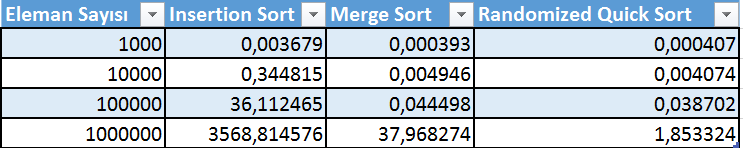 Eleman Sayısı Insertion Sort Merge Sort Randomized Quick Sort
1000 0,003679 0,000393 0,000407
10000 0,344815 0,004946 0,004074
100000 36,112465 0,044498 0,038702
1000000 3568,814576 37,968274 1,853324